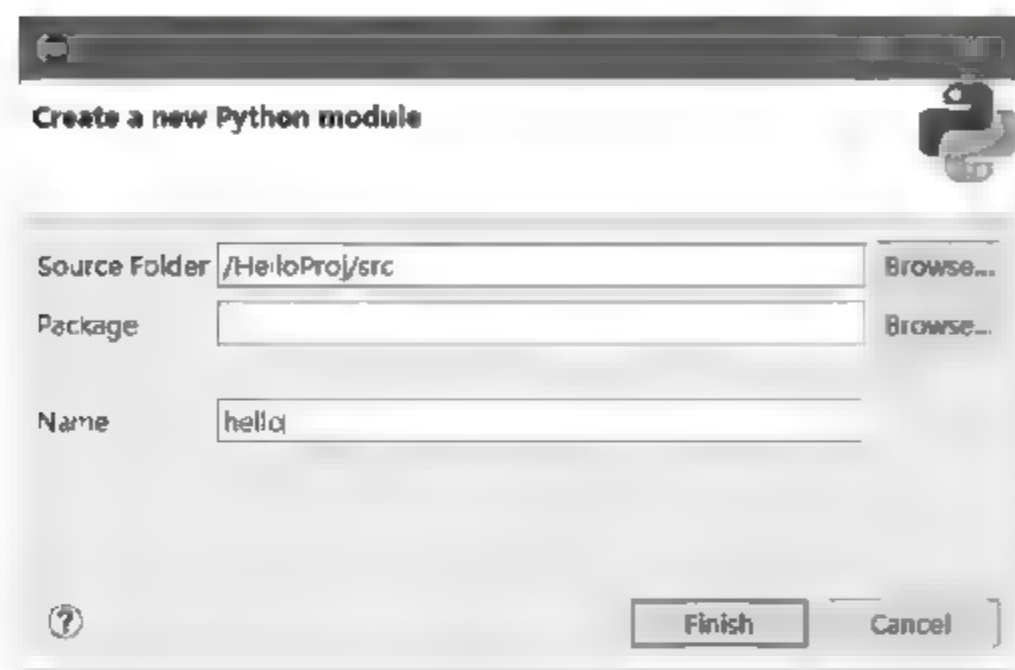 Create a new Python module
Source Folder /HelloProj/src Browse...
Package Browse...
Name hello
? Finish Cancel